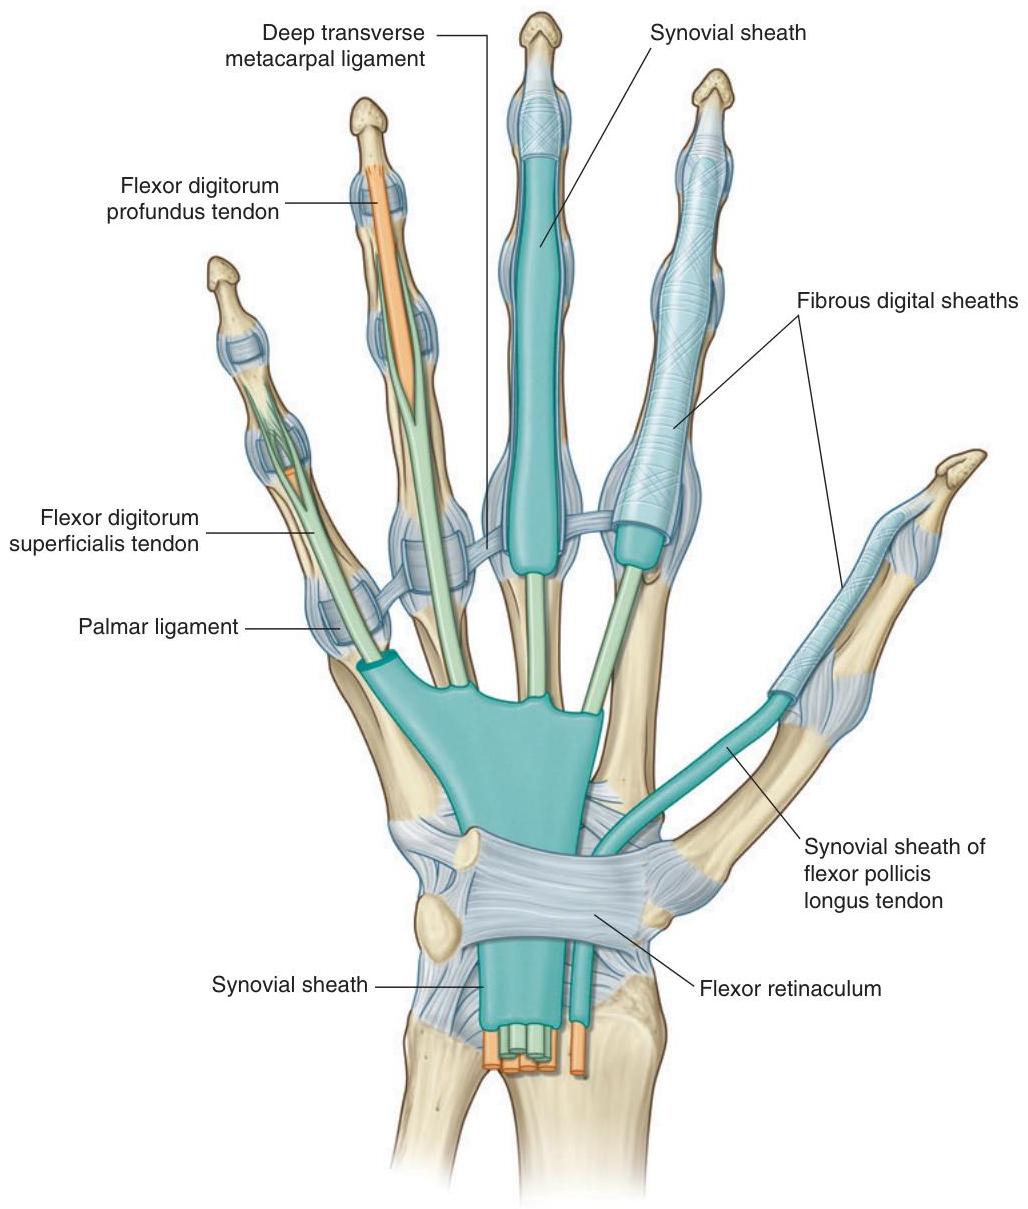 Deep transverse
metacarpal ligament
Synovial sheath
Flexor digitorum
profundus tendon
Fibrous digital sheaths
Flexor digitorum
superficialis tendon
Palmar ligament
Synovial sheath of
flexor pollicis
longus tendon
Synovial sheath
Flexor retinaculum